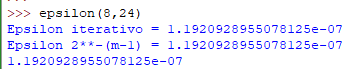 >>> epsilon(8,24)
Epsilon iterativo = 1.1920928955078125e-07
Epsilon 2**-(m-1) = 1.1920928955078125e-07
1.1920928955078125e-07